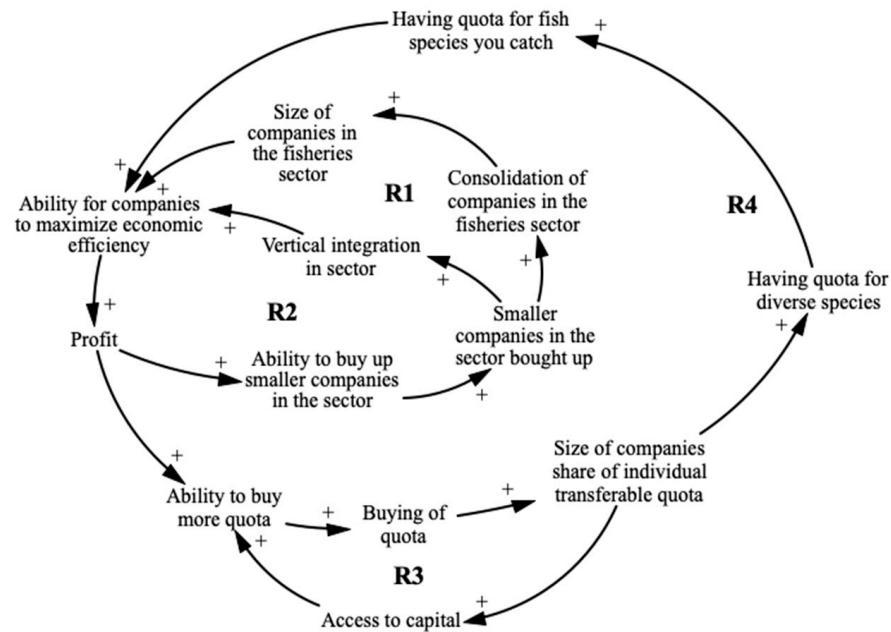 Having quota for fish
species you catch
+
+
Size of
companies in
the fisheries
sector
Consolidation of
companies in the
fisheries sector
R1
R4
+
+
Ability for companies
to maximize economic
efficiency
+
Vertical integration
in sector
+
+
Having quota for
diverse species
+
+
R2
Smaller
companies in the
sector bought up
Profit
+
Ability to buy up
smaller companies
in the sector
+
+
Size of companies
share of individual
transferable quota
Ability to buy
more quota
+
Buying of
quota
+
+
R3
Access to capital
+